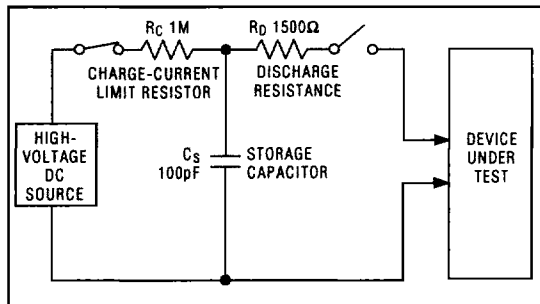 RC 1M
CHARGE-CURRENT
LIMIT RESISTOR
RD 1500Ω
DISCHARGE
RESISTANCE
HIGH-
VOLTAGE
DC
SOURCE
CS
100pF
STORAGE
CAPACITOR
DEVICE
UNDER
TEST